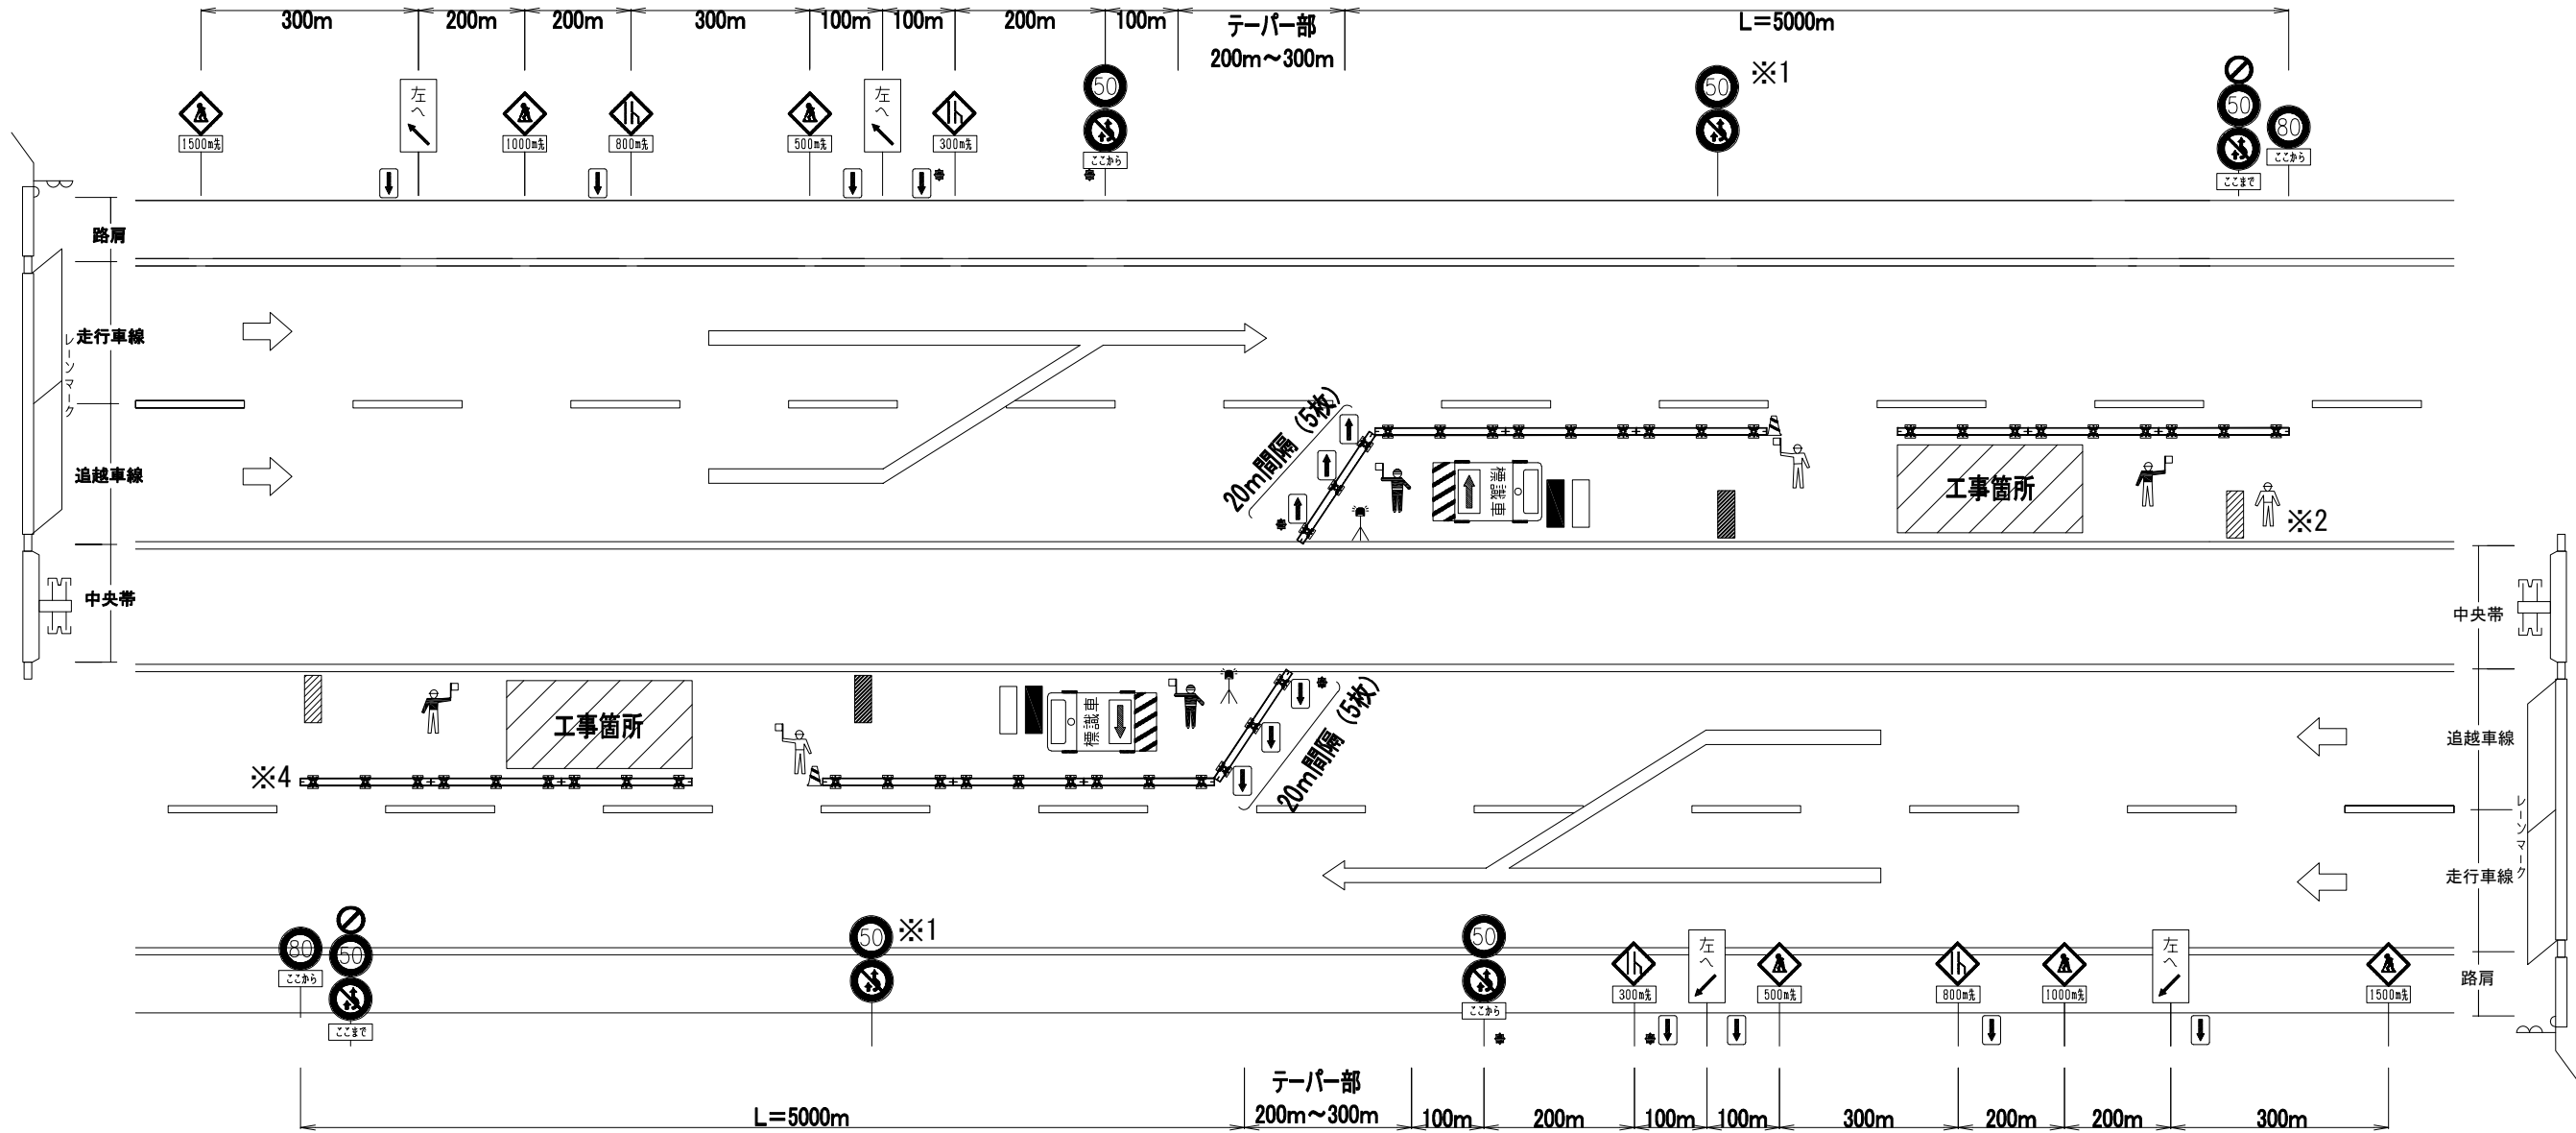 300m 200m 200m 300m 100m 100m 200m 100m テーパー部 L=5000m
200m～300m
50 50 ※1 50 80
左へ 左へ
1500m先 1000m先 800m先 500m先 300m先 ここから ここまで ここから
路肩
走行車線
レーンマーク
追越車線
中央帯
20m間隔(5枚)
標識車
工事箇所
※2
中央帯
工事箇所
標識車
20m間隔(5枚)
※4
追越車線
レーンマーク
走行車線
路肩
80 50 50 ※1 50
左へ 左へ
ここから ここまで ここから 300m先 500m先 800m先 1000m先 1500m先
テーパー部
L=5000m 200m～300m 100m 200m 100m 100m 300m 200m 200m 300m